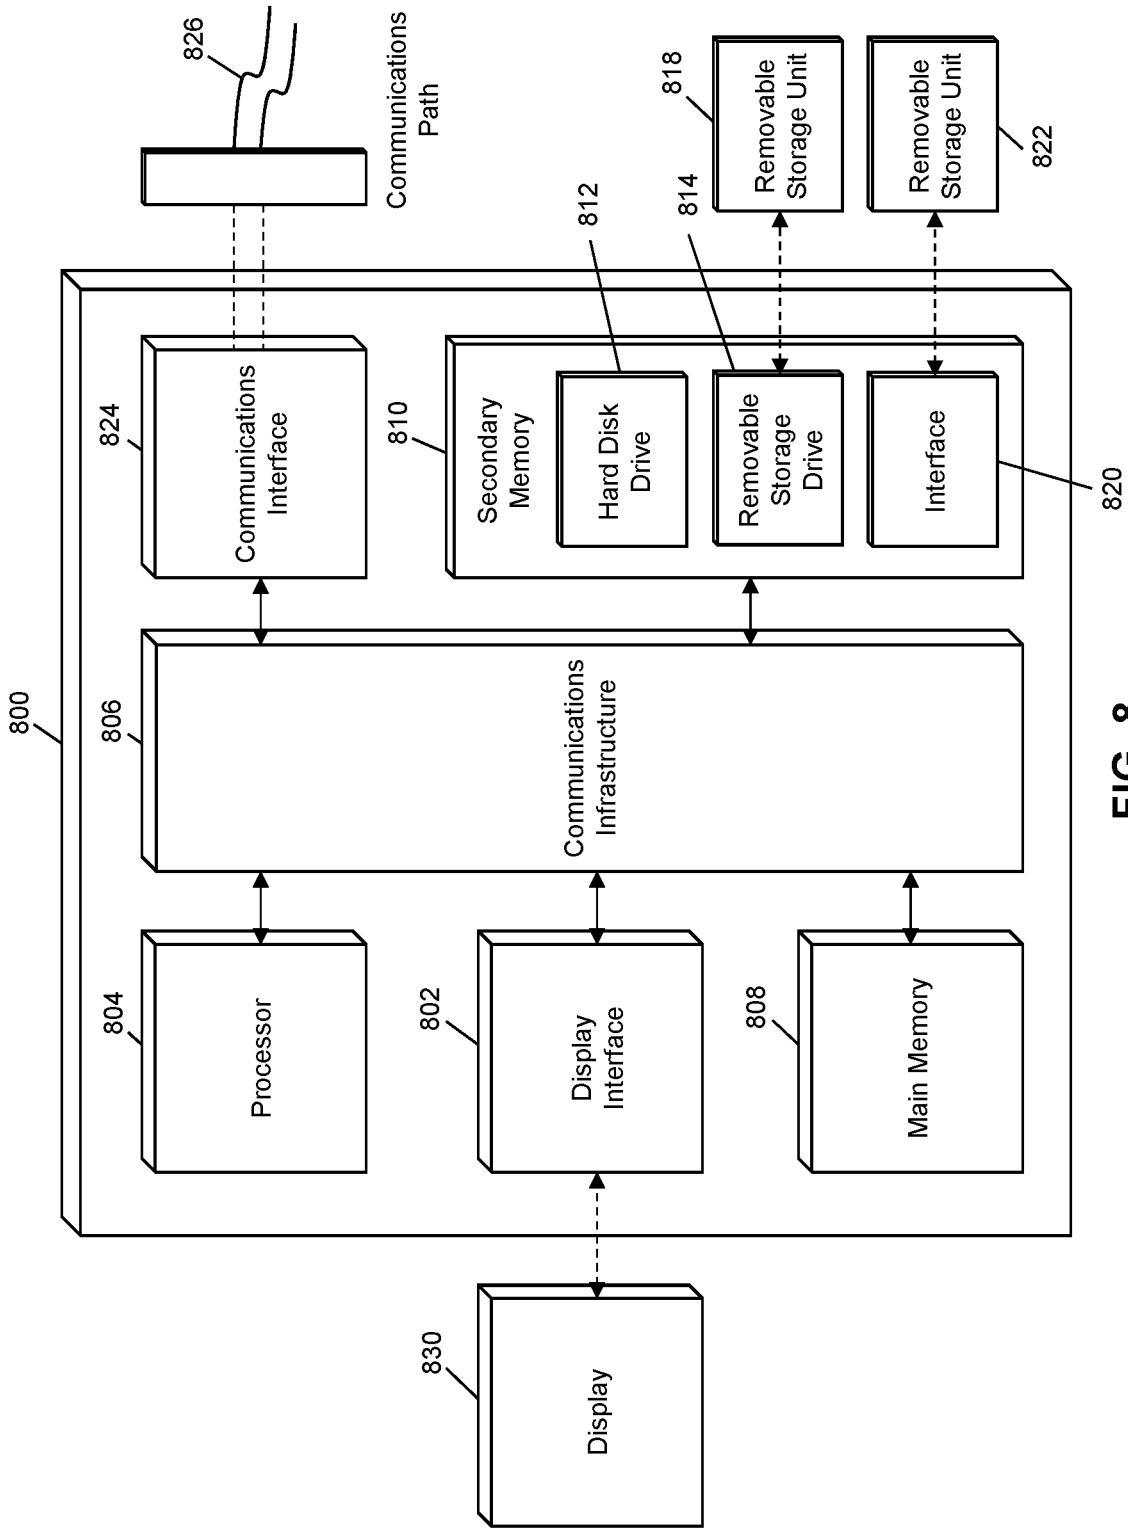 800
804
Processor
806
Communications
Infrastructure
824
Communications
Interface
826
Communications
Path
830
Display
802
Display
Interface
808
Main Memory
810
Secondary
Memory
812
Hard Disk
Drive
814
Removable
Storage
Drive
818
Removable
Storage Unit
820
Interface
822
Removable
Storage Unit
FIG. 8